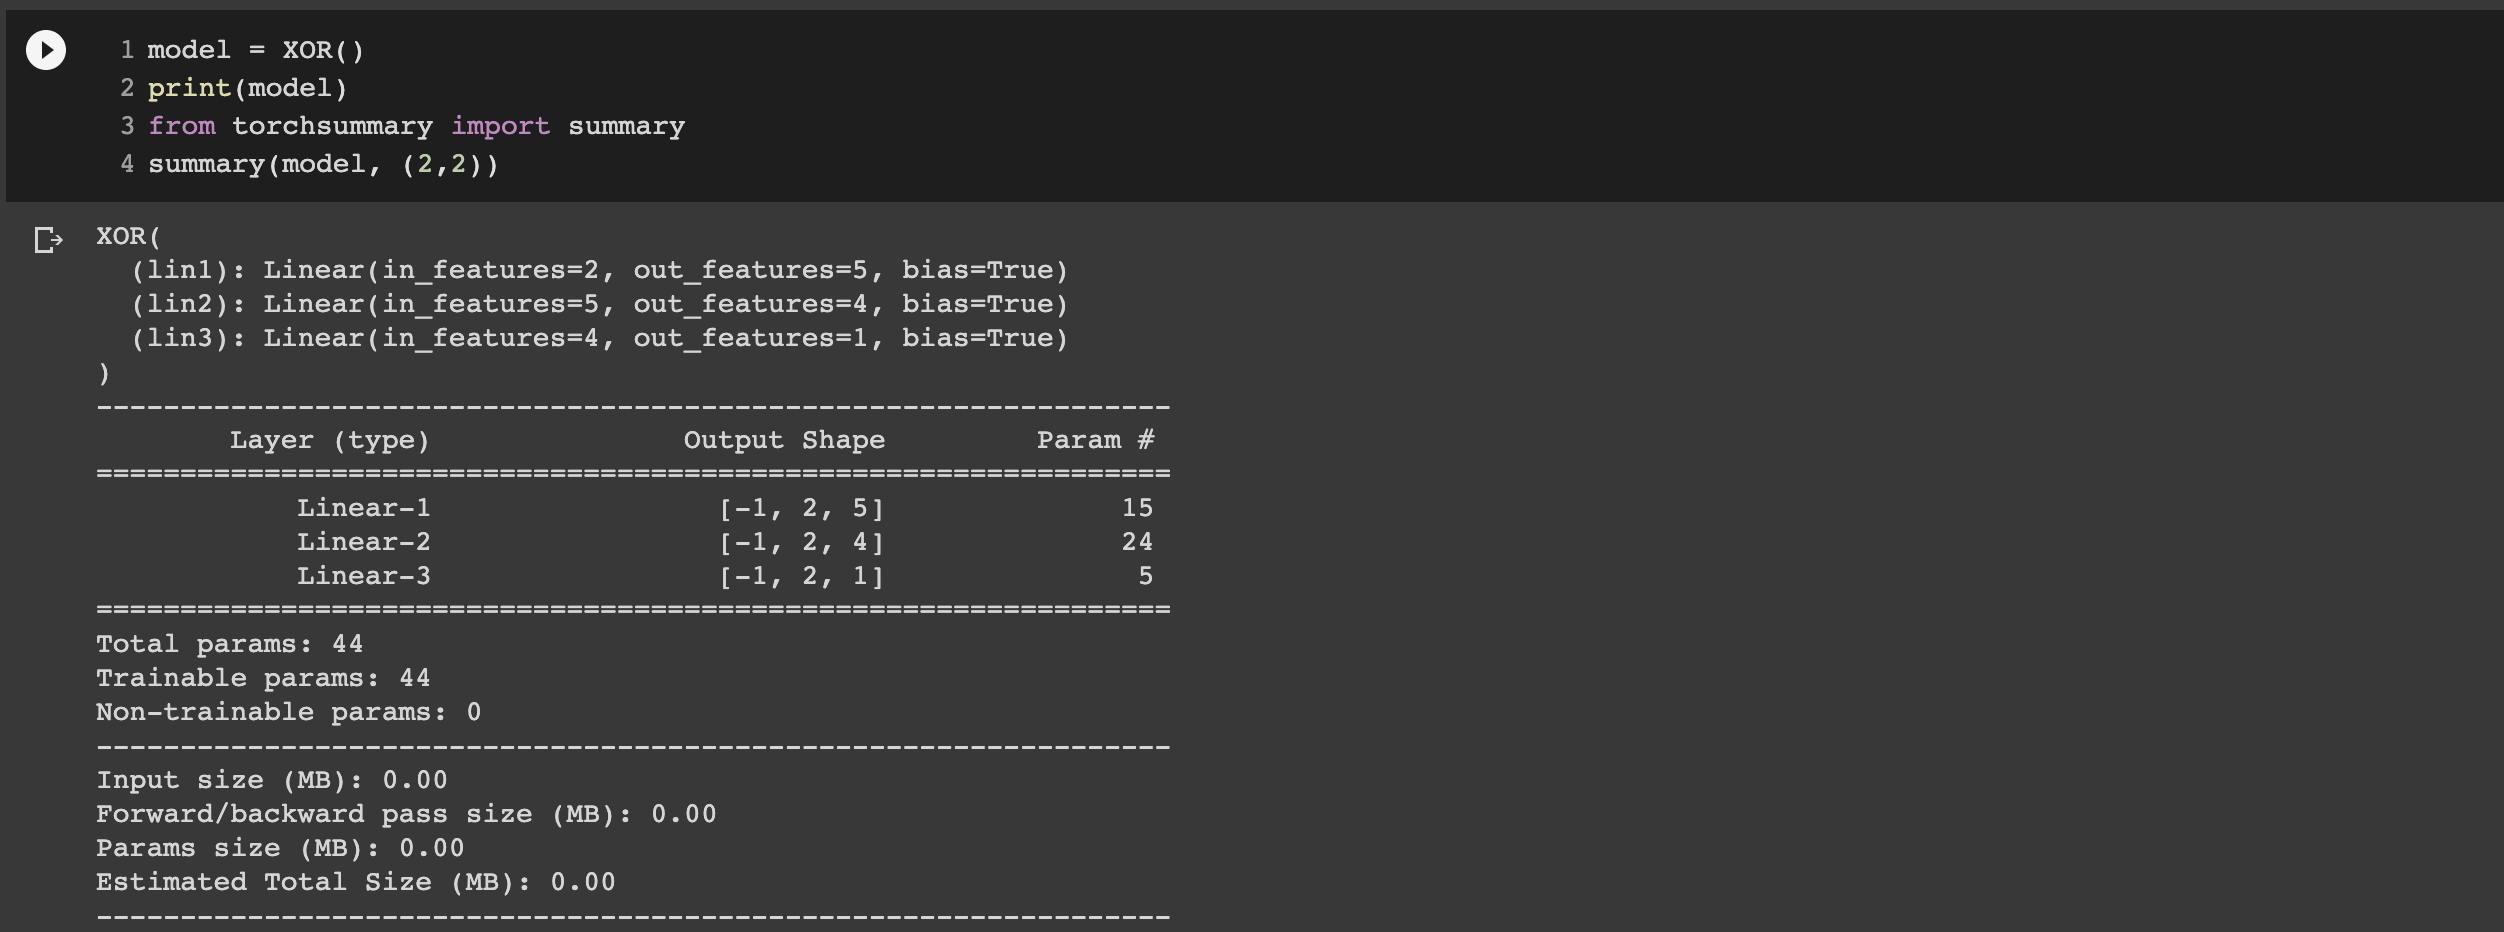 1 model = XOR()
2 print(model)
3 from torchsummary import summary
4 summary(model, (2,2))
XOR(
  (lin1): Linear(in_features=2, out_features=5, bias=True)
  (lin2): Linear(in_features=5, out_features=4, bias=True)
  (lin3): Linear(in_features=4, out_features=1, bias=True)
)
----------------------------------------------------------------
        Layer (type)               Output Shape         Param #
================================================================
            Linear-1                 [-1, 2, 5]              15
            Linear-2                 [-1, 2, 4]              24
            Linear-3                 [-1, 2, 1]               5
================================================================
Total params: 44
Trainable params: 44
Non-trainable params: 0
----------------------------------------------------------------
Input size (MB): 0.00
Forward/backward pass size (MB): 0.00
Params size (MB): 0.00
Estimated Total Size (MB): 0.00
----------------------------------------------------------------